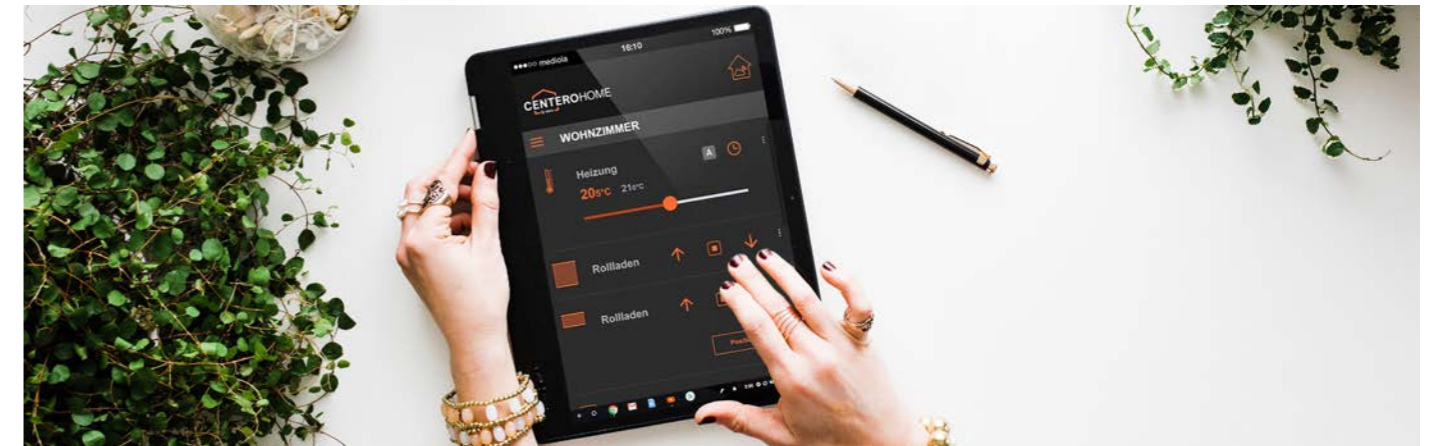 ●●●○○ mediola 16:10 100%
CENTEROHOME
WOHNZIMMER
A
Heizung
20,5°C 21,0°C
Rollladen
Rollladen